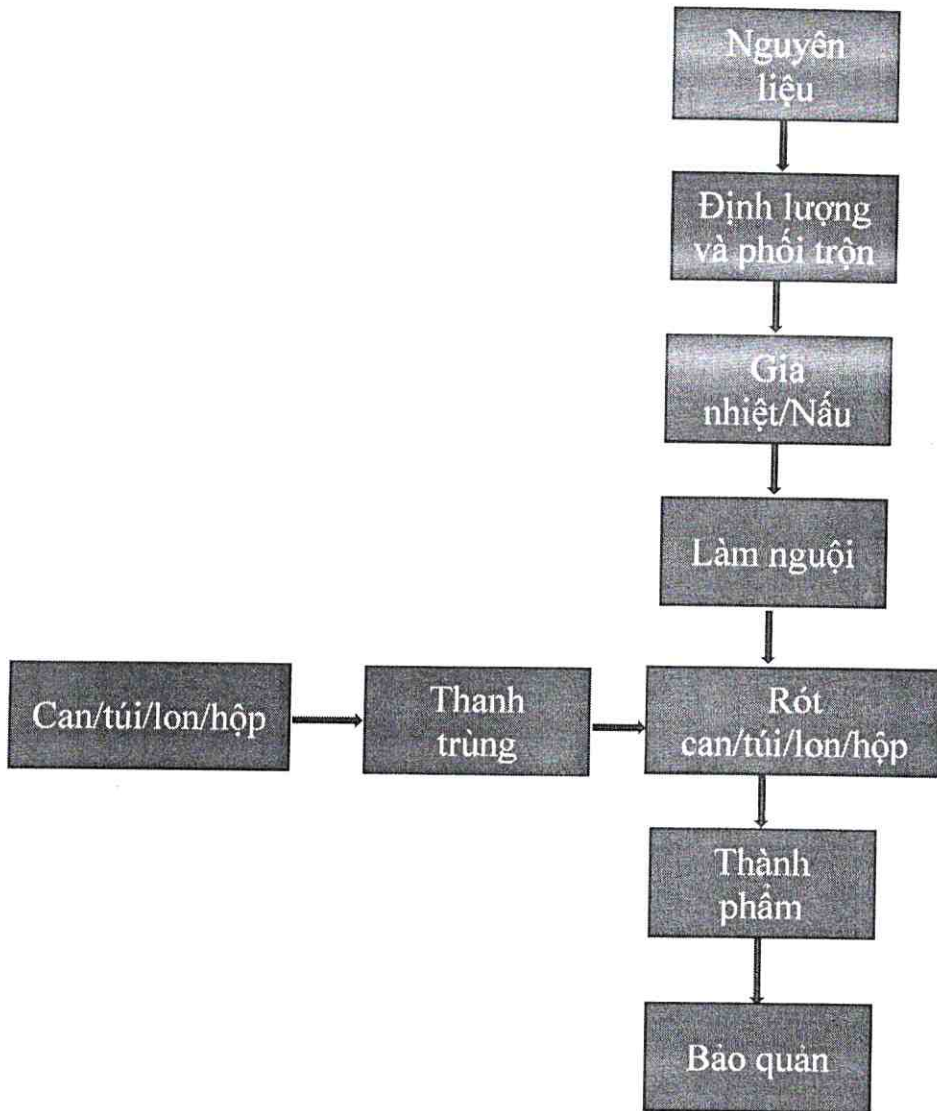 Nguyên
liệu
Định lượng
và phối trộn
Gia
nhiệt/Nấu
Làm nguội
Can/túi/lon/hộp
Thanh
trùng
Rót
can/túi/lon/hộp
Thành
phẩm
Bảo quản